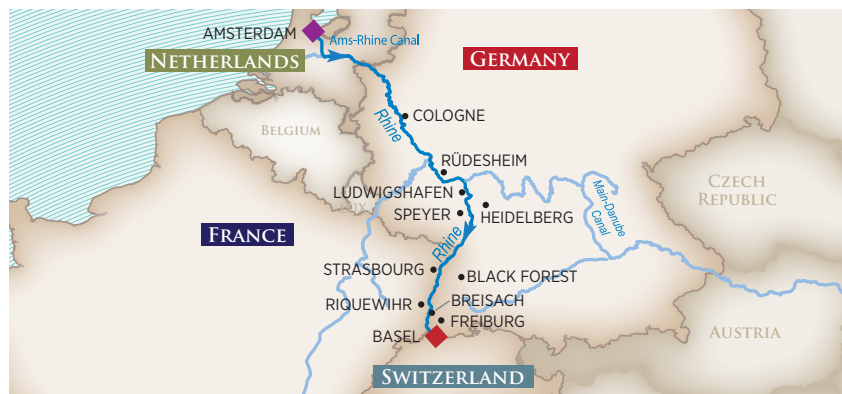 AMSTERDAM
Ams-Rhine Canal
NETHERLANDS
GERMANY
COLOGNE
BELGIUM
Rhine
RÜDESHEIM
LUDWIGSHAFEN
CZECH
REPUBLIC
LUX.
SPEYER
HEIDELBERG
Main-Danube
Canal
FRANCE
Rhine
STRASBOURG
BLACK FOREST
RIQUEWIHR
BREISACH
FREIBURG
BASEL
AUSTRIA
SWITZERLAND